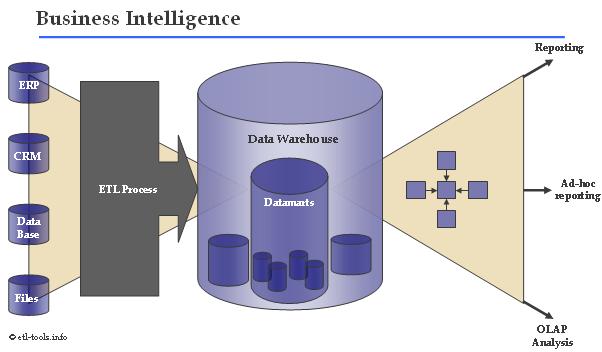 Business Intelligence
Reporting
ERP
CRM
Data Warehouse
ETL Process
Datamarts
Ad-hoc
reporting
Data
Base
Files
OLAP
Analysis
© etl-tools.info